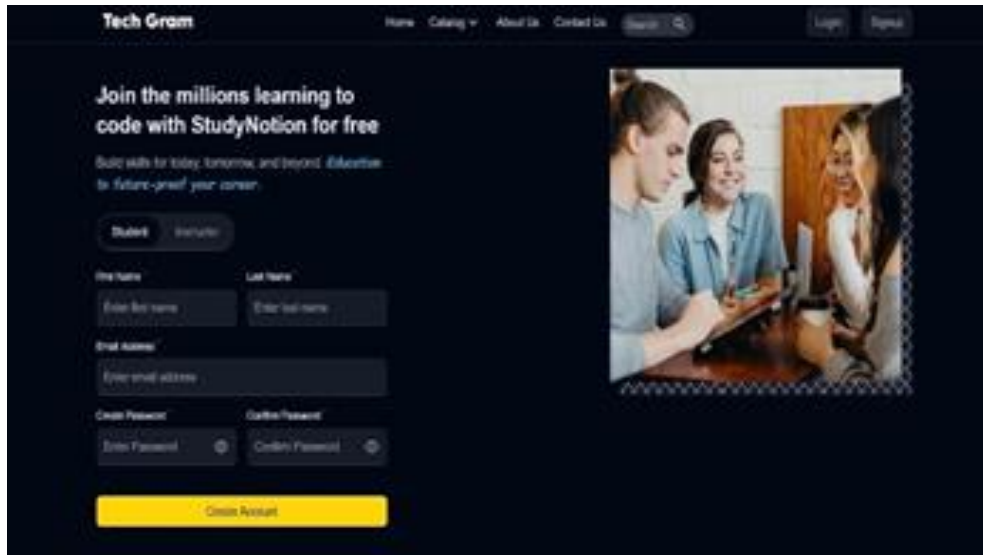 Tech Gram
Home Catalog About Us Contact Us Search Login Signup
Join the millions learning to
code with StudyNotion for free
Build skills for today, tomorrow, and beyond. Education
to future-proof your career.
Student Instructor
First Name Last Name
Enter first name Enter last name
Email Address
Enter email address
Create Password Confirm Password
Enter Password Confirm Password
Create Account